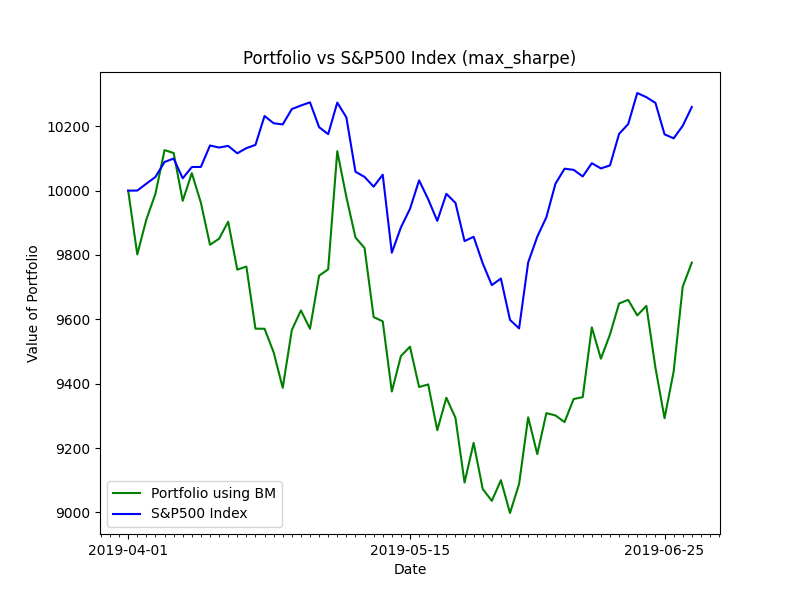 Portfolio vs S&P500 Index (max_sharpe)
Value of Portfolio
10200
10000
9800
9600
9400
9200
9000
Portfolio using BM
S&P500 Index
2019-04-01
2019-05-15
2019-06-25
Date